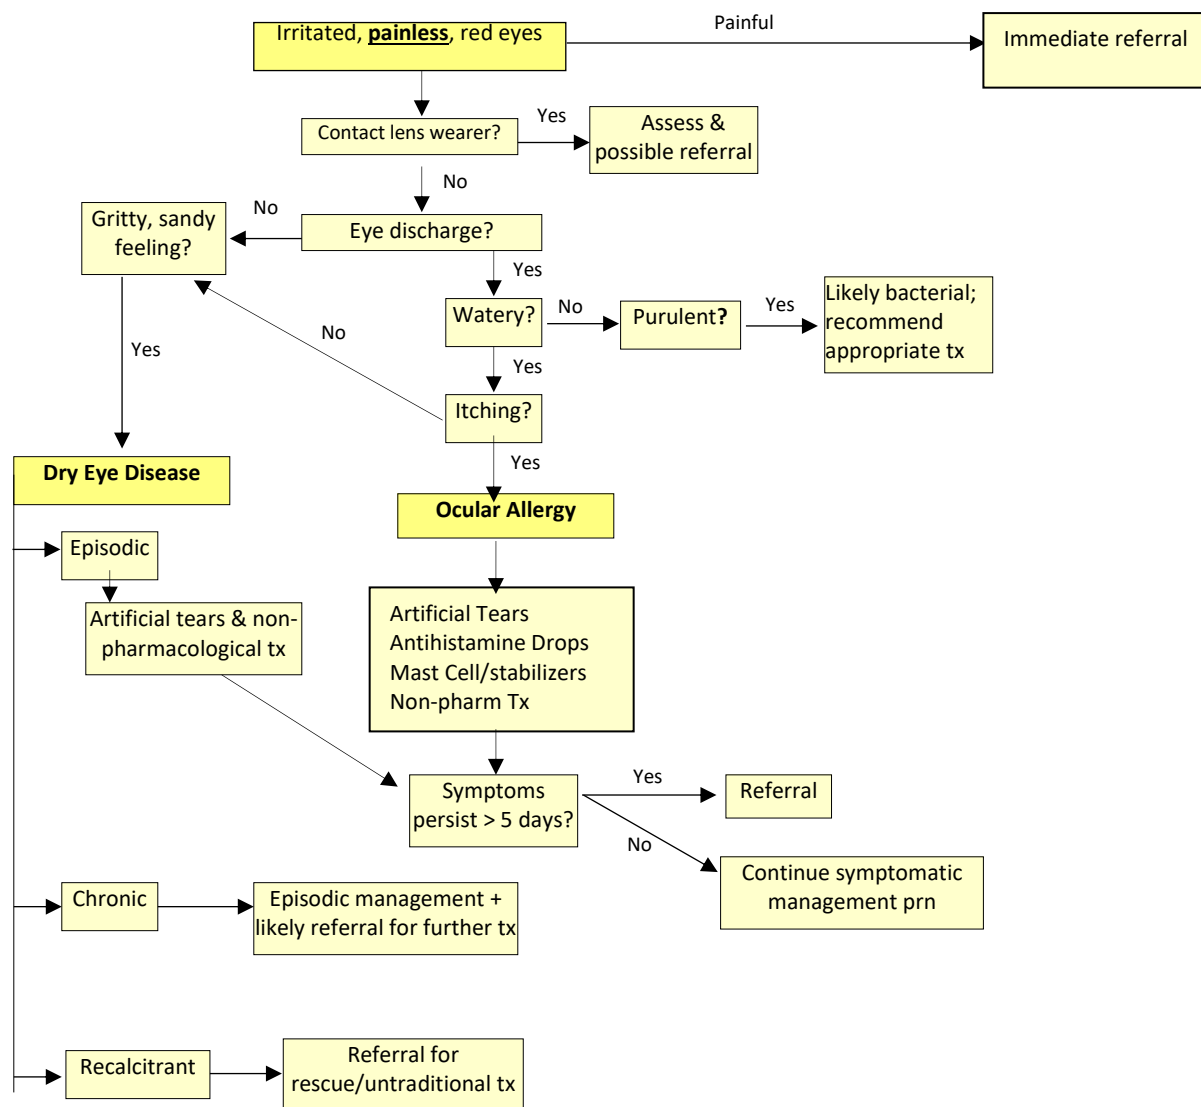 Irritated, painless, red eyes
Painful
Immediate referral
Contact lens wearer?
Yes
Assess &
possible referral
No
Eye discharge?
No
Gritty, sandy
feeling?
Yes
Watery?
No
Purulent?
Yes
Likely bacterial;
recommend
appropriate tx
No
Yes
Yes
Itching?
Yes
Dry Eye Disease
Ocular Allergy
Episodic
Artificial tears & non-
pharmacological tx
Artificial Tears
Antihistamine Drops
Mast Cell/stabilizers
Non-pharm Tx
Symptoms
persist > 5 days?
Yes
Referral
No
Continue symptomatic
management prn
Chronic
Episodic management +
likely referral for further tx
Recalcitrant
Referral for
rescue/untraditional tx